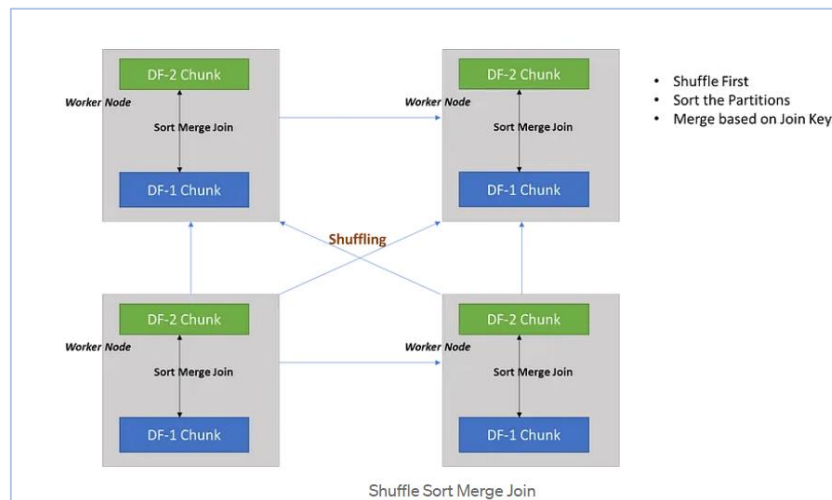 DF-2 Chunk
Worker Node
Sort Merge Join
DF-1 Chunk
DF-2 Chunk
Worker Node
Sort Merge Join
DF-1 Chunk
• Shuffle First
• Sort the Partitions
• Merge based on Join Key
Shuffling
DF-2 Chunk
Worker Node
Sort Merge Join
DF-1 Chunk
DF-2 Chunk
Worker Node
Sort Merge Join
DF-1 Chunk
Shuffle Sort Merge Join